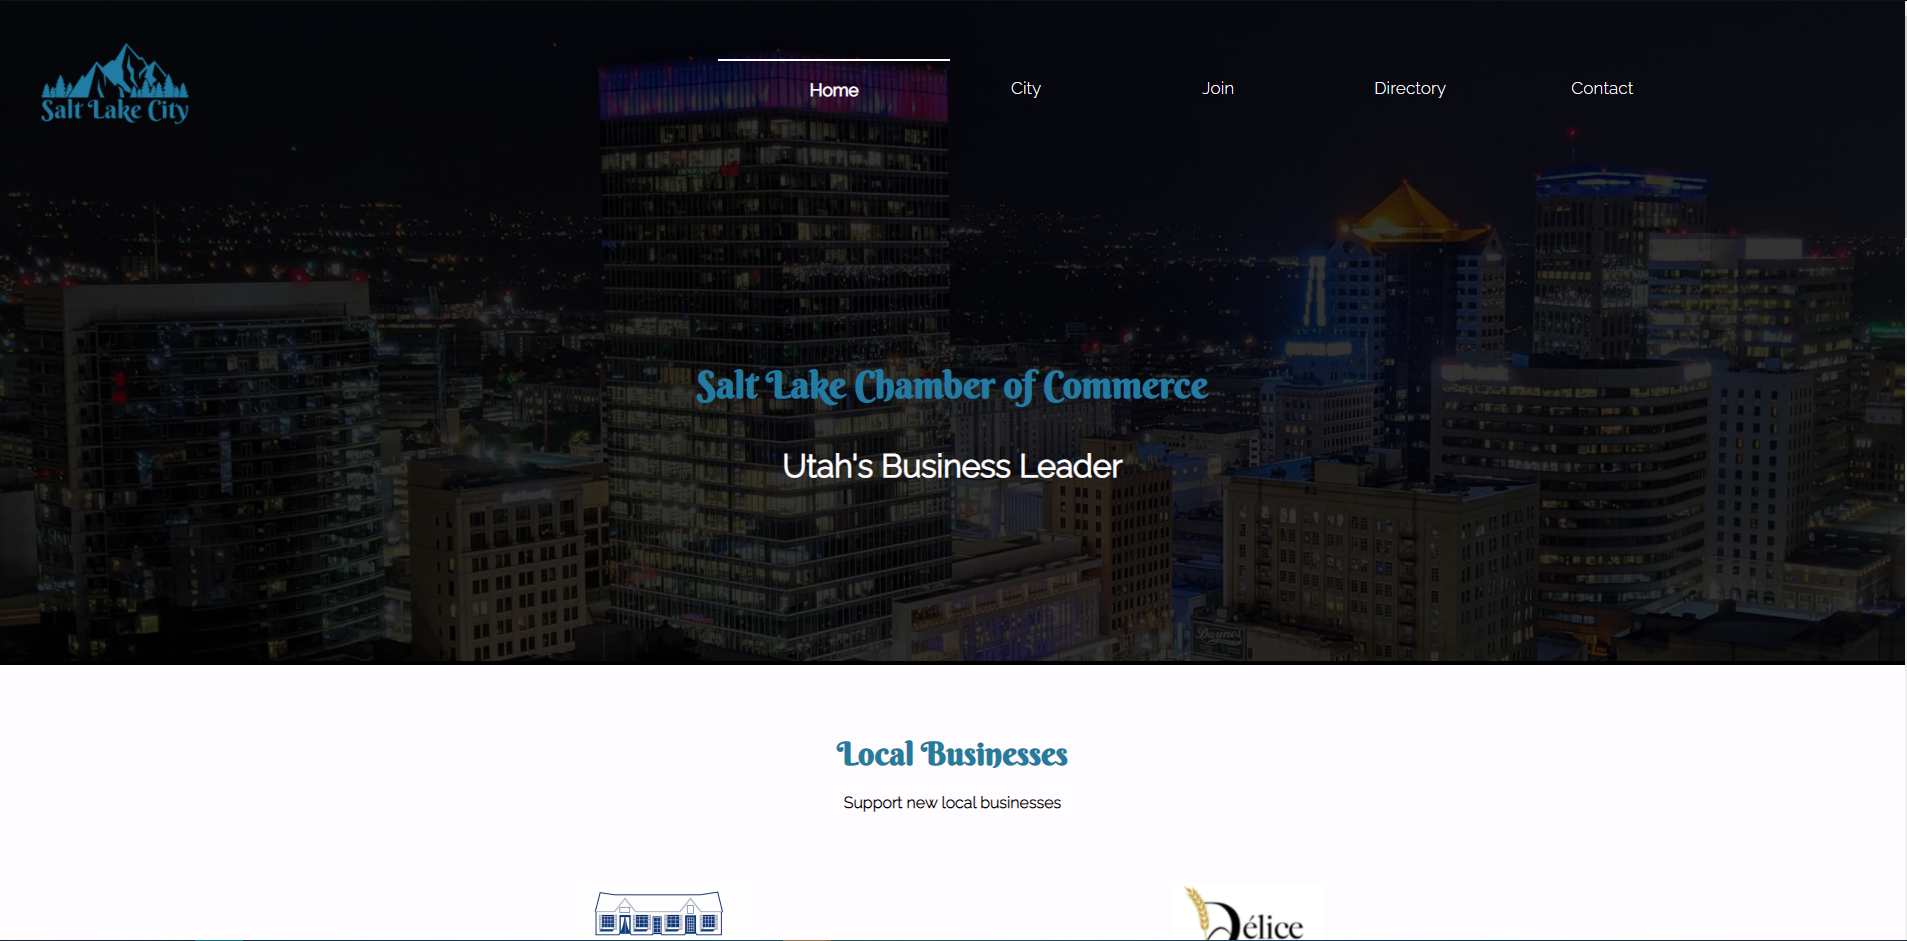 Salt Lake City
Home
City
Join
Directory
Contact
Salt Lake Chamber of Commerce
Utah's Business Leader
Daynes
Local Businesses
Support new local businesses
Délice